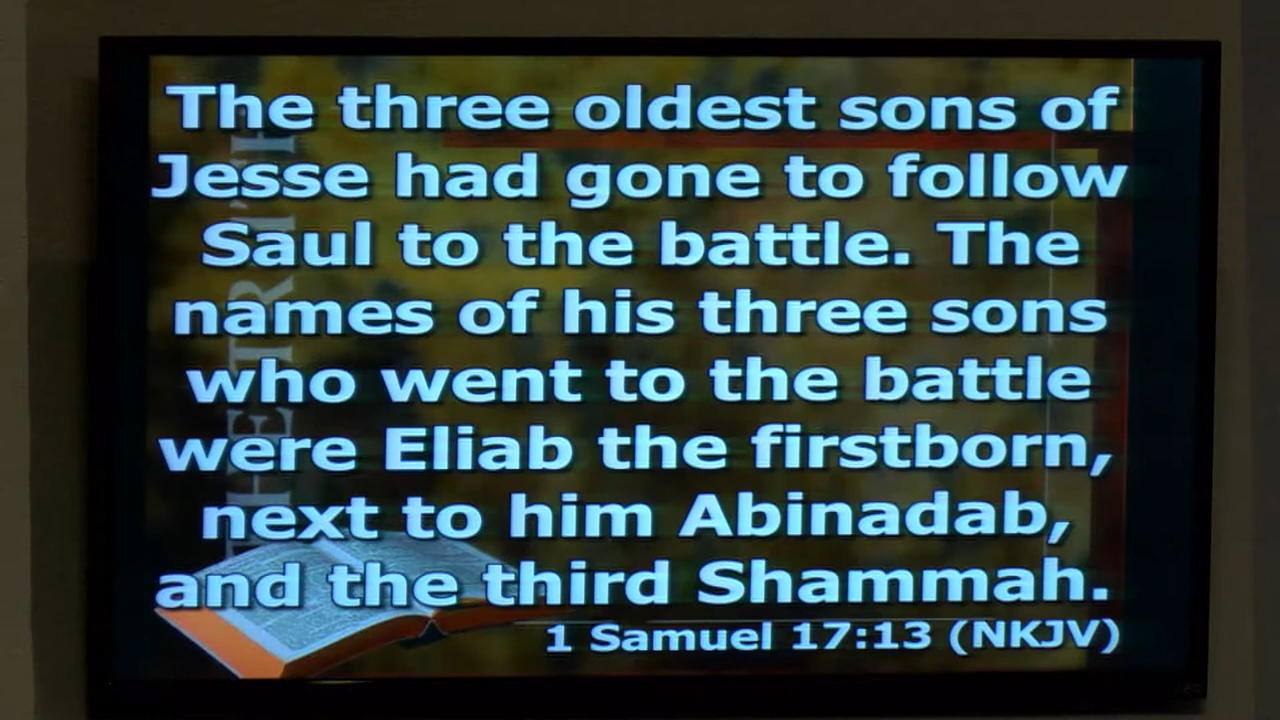 The three oldest sons of
Jesse had gone to follow
Saul to the battle. The
names of his three sons
who went to the battle
were Eliab the firstborn,
next to him Abinadab,
and the third Shammah.
1 Samuel 17:13 (NKJV)